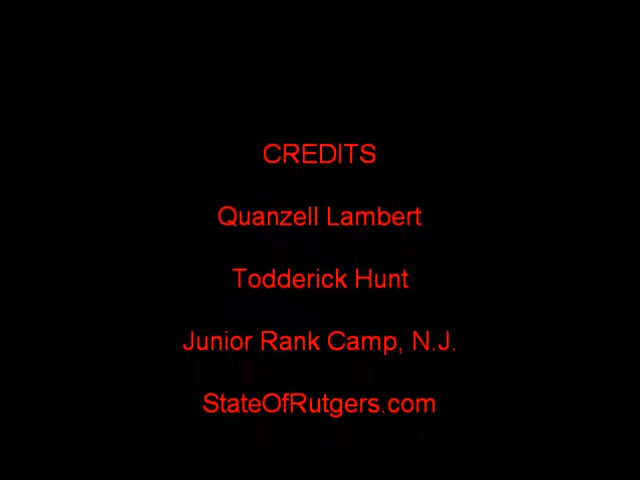 CREDITS
Quanzell Lambert
Todderick Hunt
Junior Rank Camp, N.J.
StateOfRutgers.com